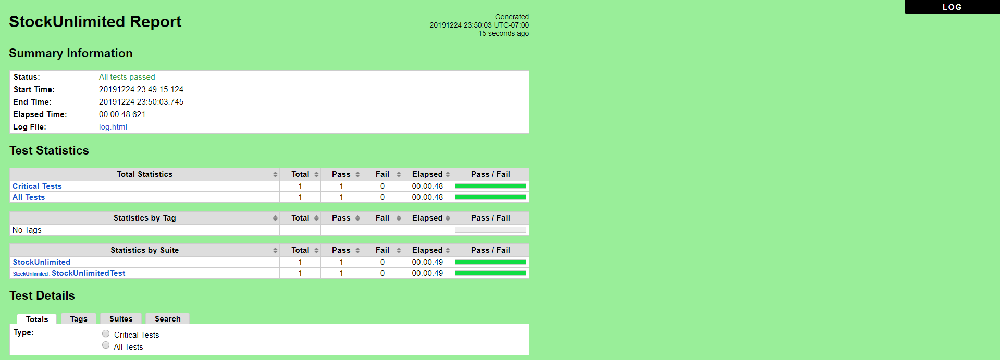 LOG
StockUnlimited Report
Generated
20191224 23:50:03 UTC-07:00
15 seconds ago
Summary Information
Status: All tests passed
Start Time: 20191224 23:49:15.124
End Time: 20191224 23:50:03.745
Elapsed Time: 00:00:48.621
Log File: log.html
Test Statistics
Total Statistics Total Pass Fail Elapsed Pass / Fail
Critical Tests 1 1 0 00:00:48
All Tests 1 1 0 00:00:48
Statistics by Tag Total Pass Fail Elapsed Pass / Fail
No Tags
Statistics by Suite Total Pass Fail Elapsed Pass / Fail
StockUnlimited 1 1 0 00:00:49
StockUnlimited . StockUnlimitedTest 1 1 0 00:00:49
Test Details
Totals Tags Suites Search
Type: Critical Tests
All Tests